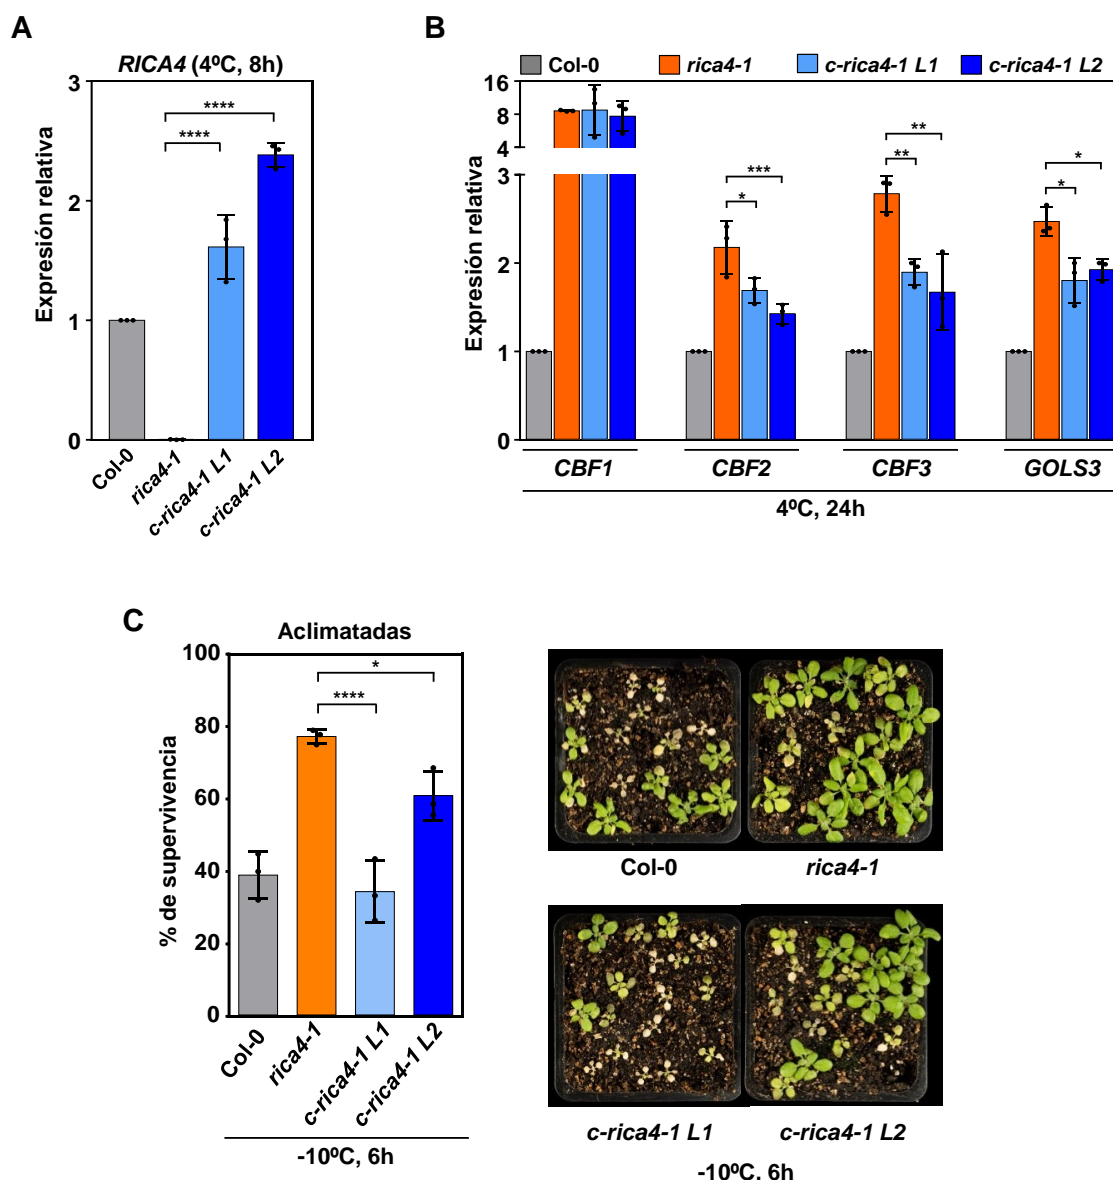 A
RICA4 (4ºC, 8h)
Expresión relativa
3
2
1
0
****
****
Col-0
rica4-1
c-rica4-1 L1
c-rica4-1 L2
B
Col-0 rica4-1 c-rica4-1 L1 c-rica4-1 L2
Expresión relativa
16
8
4
3
2
1
0
***
*
**
**
*
*
CBF1 CBF2 CBF3 GOLS3
4ºC, 24h
C
Aclimatadas
% de supervivencia
100
80
60
40
20
0
*
****
Col-0
rica4-1
c-rica4-1 L1
c-rica4-1 L2
-10ºC, 6h
Col-0 rica4-1
c-rica4-1 L1 c-rica4-1 L2
-10ºC, 6h